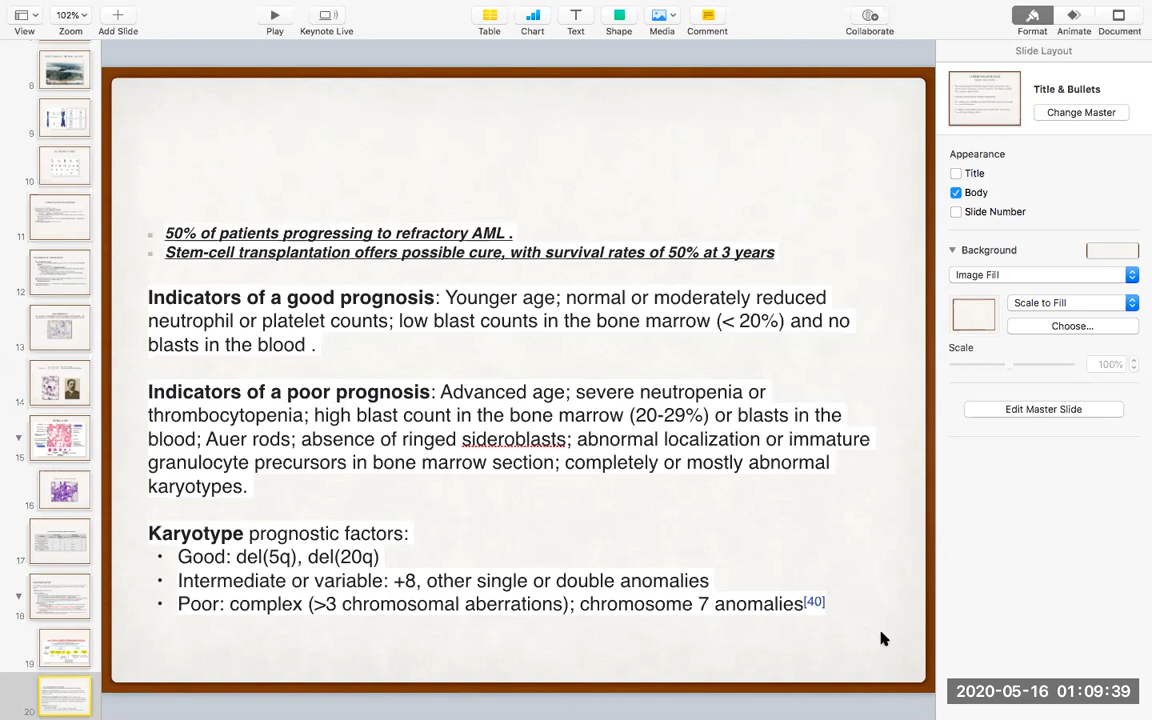 102%
View
Zoom
Add Slide
Play
Keynote Live
Table
Chart
Text
Shape
Media
Comment
Collaborate
Format
Animate
Document
Slide Layout
Title & Bullets
Change Master
Appearance
Title
Body
Slide Number
Background
Image Fill
Scale to Fill
Choose...
Scale
100%
Edit Master Slide
8
9
10
11
12
13
14
15
16
17
18
19
20
50% of patients progressing to refractory AML .
Stem-cell transplantation offers possible cure, with survival rates of 50% at 3 years
Indicators of a good prognosis: Younger age; normal or moderately reduced
neutrophil or platelet counts; low blast counts in the bone marrow (< 20%) and no
blasts in the blood .
Indicators of a poor prognosis: Advanced age; severe neutropenia or
thrombocytopenia; high blast count in the bone marrow (20-29%) or blasts in the
blood; Auer rods; absence of ringed sideroblasts; abnormal localization or immature
granulocyte precursors in bone marrow section; completely or mostly abnormal
karyotypes.
Karyotype prognostic factors:
• Good: del(5q), del(20q)
• Intermediate or variable: +8, other single or double anomalies
• Poor: complex (>3 chromosomal aberrations); chromosome 7 anomalies[40]
2020-05-16 01:09:39